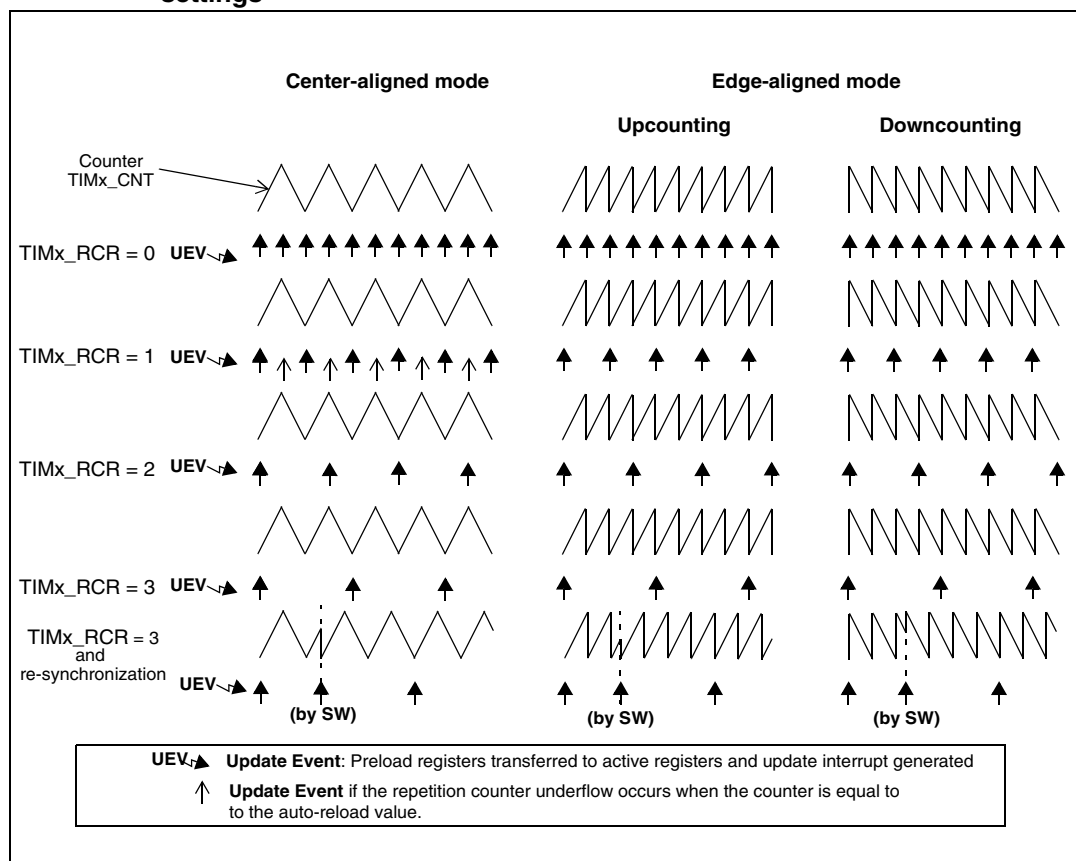 settings
Center-aligned mode
Edge-aligned mode
Upcounting
Downcounting
Counter
TIMx_CNT
TIMx_RCR = 0 UEV
TIMx_RCR = 1 UEV
TIMx_RCR = 2 UEV
TIMx_RCR = 3 UEV
TIMx_RCR = 3
and
re-synchronization
UEV
(by SW)
(by SW)
(by SW)
UEV Update Event: Preload registers transferred to active registers and update interrupt generated
Update Event if the repetition counter underflow occurs when the counter is equal to
to the auto-reload value.